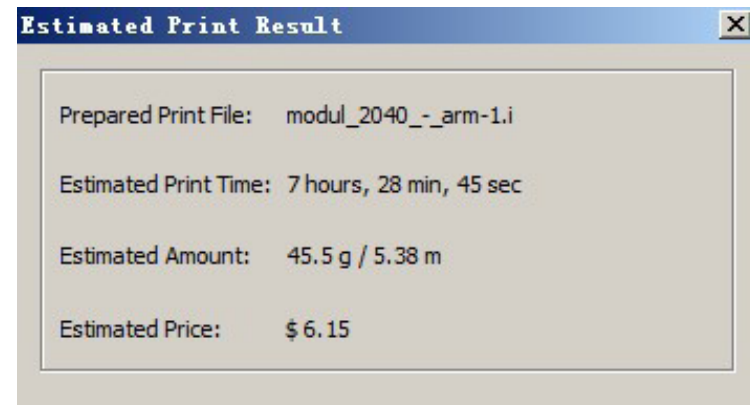 Estimated Print Result
Prepared Print File: modul_2040_-_arm-1.i
Estimated Print Time: 7 hours, 28 min, 45 sec
Estimated Amount: 45.5 g / 5.38 m
Estimated Price: $ 6.15